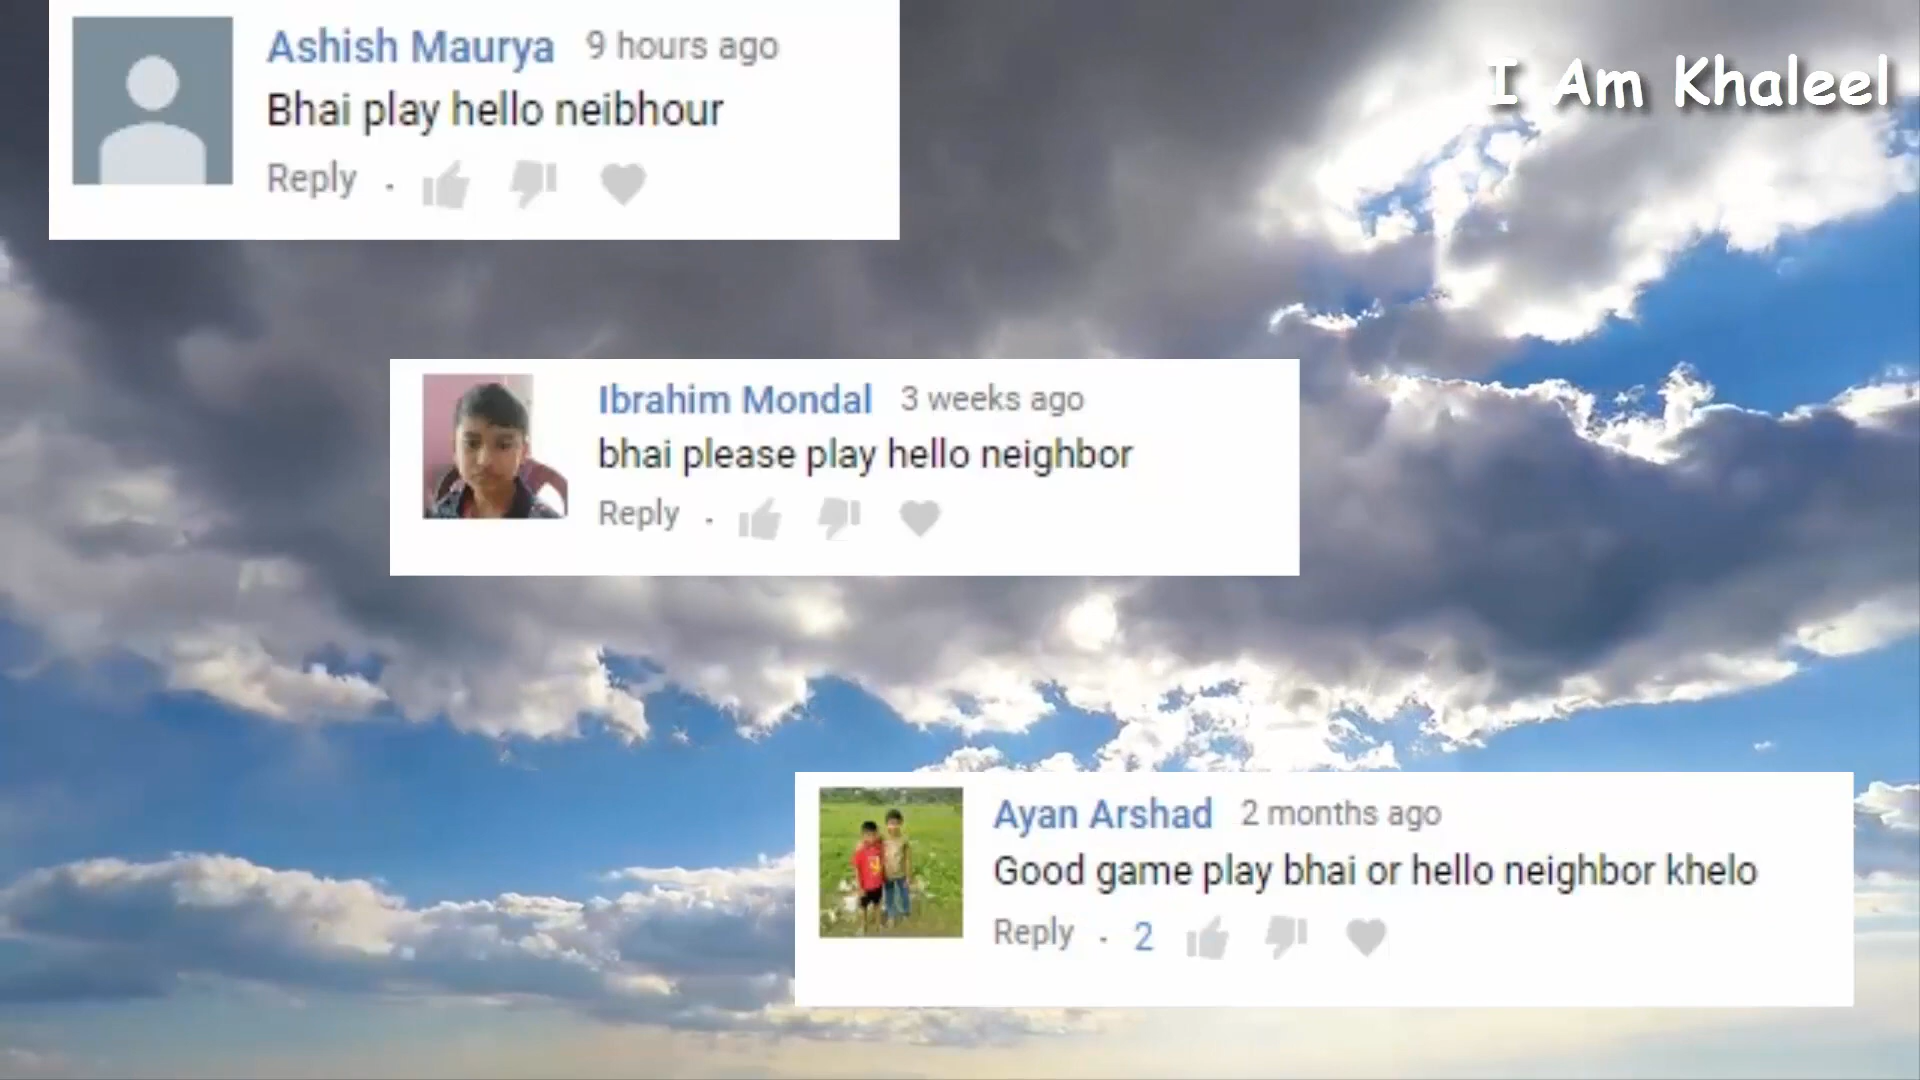 I Am Khaleel
Ashish Maurya 9 hours ago
Bhai play hello neibhour
Reply .
Ibrahim Mondal 3 weeks ago
bhai please play hello neighbor
Reply .
Ayan Arshad 2 months ago
Good game play bhai or hello neighbor khelo
Reply . 2